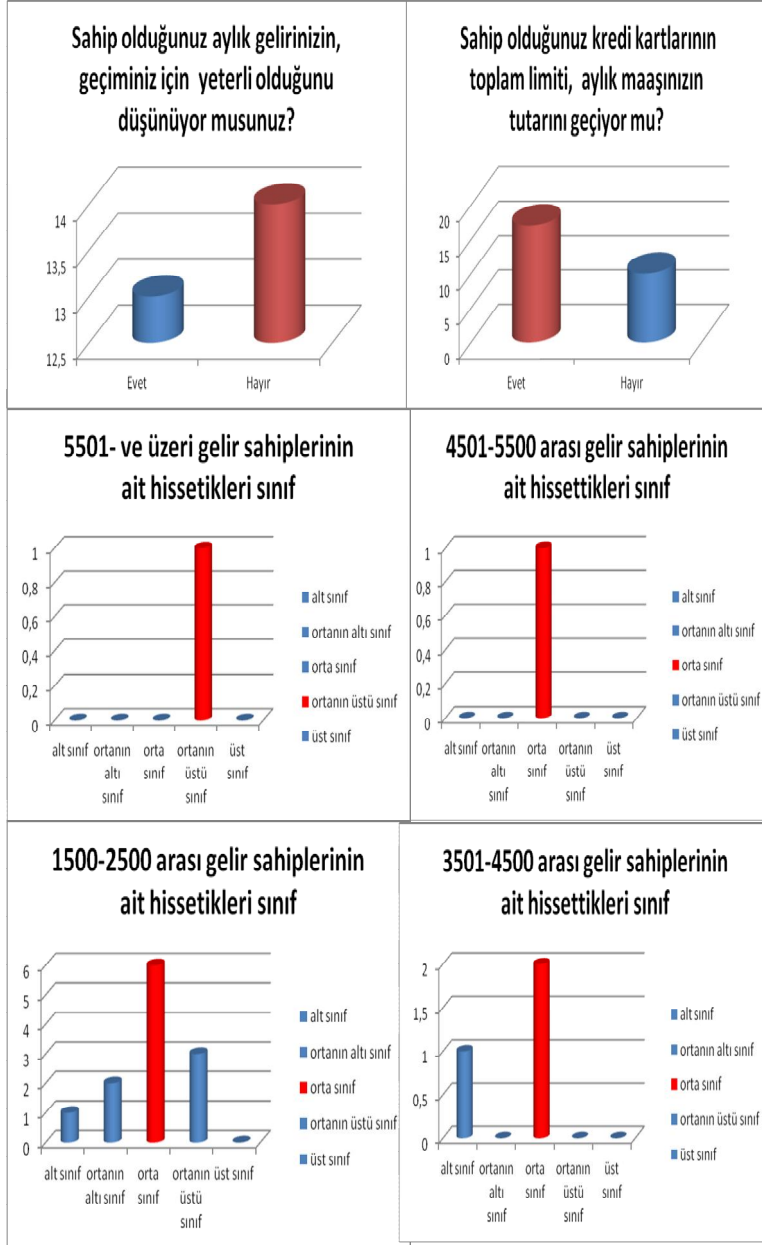 Sahip olduğunuz aylık gelirinizin,
geçiminiz için yeterli olduğunu
düşünüyor musunuz?
14
13,5
13
12,5
Evet
Hayır
Sahip olduğunuz kredi kartlarının
toplam limiti, aylık maaşınızın
tutarını geçiyor mu?
20
15
10
5
0
Evet
Hayır
5501- ve üzeri gelir sahiplerinin
ait hissetikleri sınıf
1
0,8
0,6
0,4
0,2
0
alt sınıf
ortanın
altı
sınıf
orta
sınıf
ortanın
üstü
sınıf
üst
sınıf
alt sınıf
ortanın altı sınıf
orta sınıf
ortanın üstü sınıf
üst sınıf
4501-5500 arası gelir sahiplerinin
ait hissettikleri sınıf
1
0,8
0,6
0,4
0,2
0
alt sınıf
ortanın
altı
sınıf
orta
sınıf
ortanın
üstü
sınıf
üst
sınıf
alt sınıf
ortanın altı sınıf
orta sınıf
ortanın üstü sınıf
üst sınıf
1500-2500 arası gelir sahiplerinin
ait hissetikleri sınıf
6
5
4
3
2
1
0
alt sınıf
ortanın
altı sınıf
orta
sınıf
ortanın
üstü
sınıf
üst sınıf
alt sınıf
ortanın altı sınıf
orta sınıf
ortanın üstü sınıf
üst sınıf
3501-4500 arası gelir sahiplerinin
ait hissettikleri sınıf
2
1,5
1
0,5
0
alt sınıf
ortanın
altı
sınıf
orta
sınıf
ortanın
üstü
sınıf
üst
sınıf
alt sınıf
ortanın altı sınıf
orta sınıf
ortanın üstü sınıf
üst sınıf